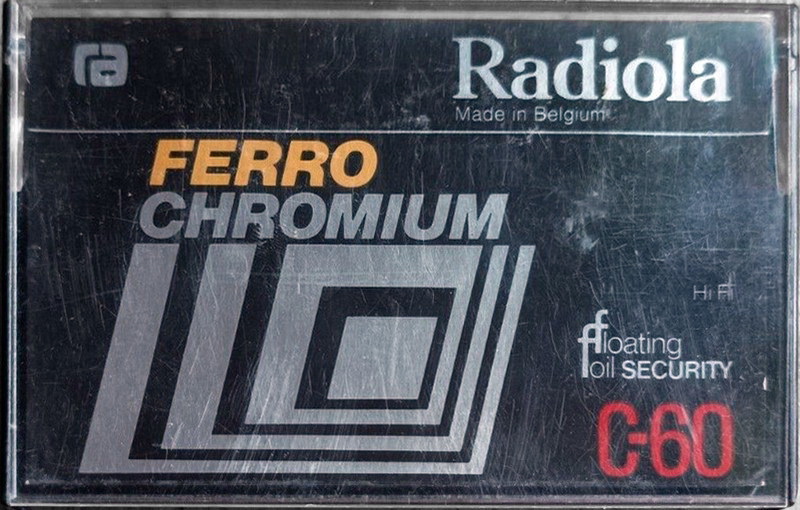 ra
Radiola
Made in Belgium
FERRO
CHROMIUM
Hi Fi
floating
foil SECURITY
C-60